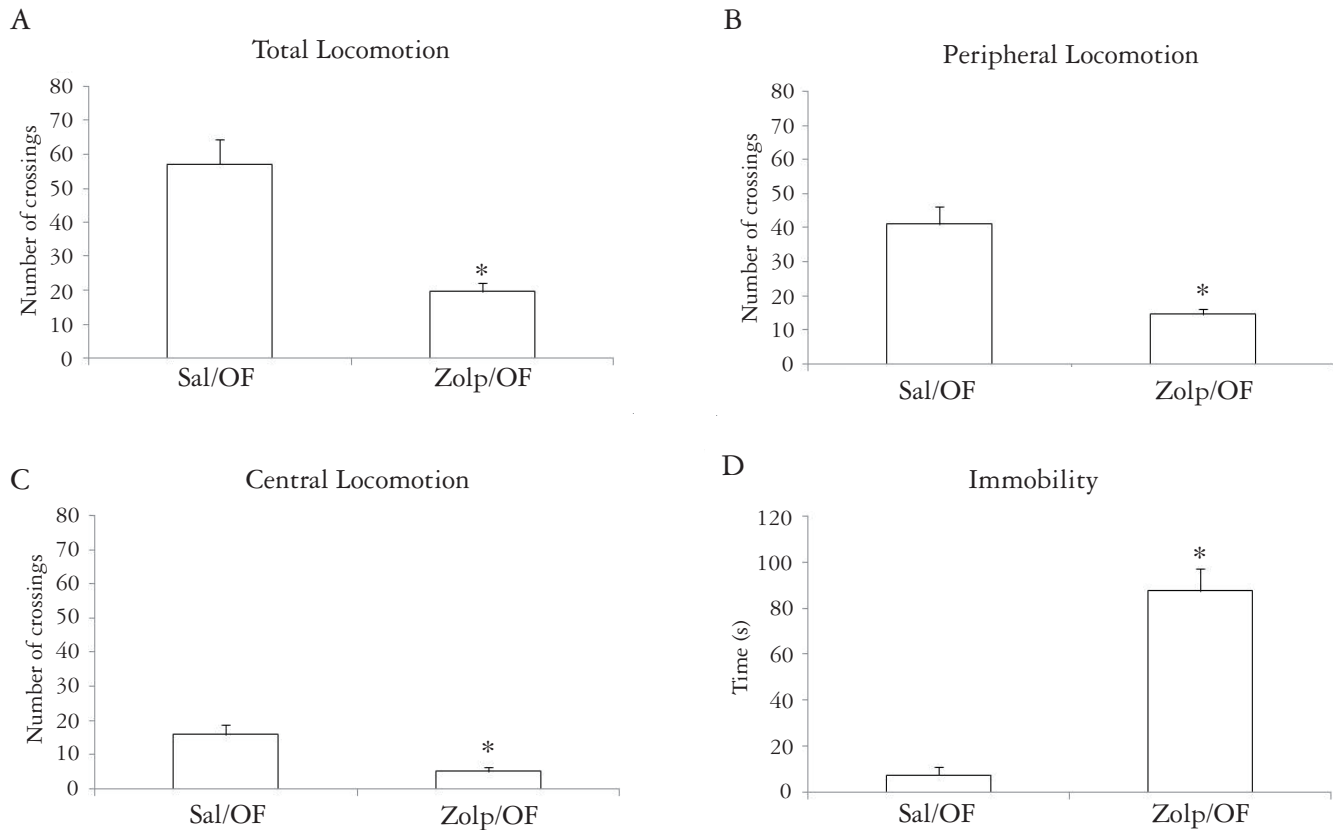 A
Total Locomotion
Number of crossings
80
70
60
50
40
30
20
10
0
*
Sal/OF
Zolp/OF
B
Peripheral Locomotion
Number of crossings
80
70
60
50
40
30
20
10
0
*
Sal/OF
Zolp/OF
C
Central Locomotion
Number of crossings
80
70
60
50
40
30
20
10
0
*
Sal/OF
Zolp/OF
D
Immobility
Time (s)
120
100
80
60
40
20
0
*
Sal/OF
Zolp/OF